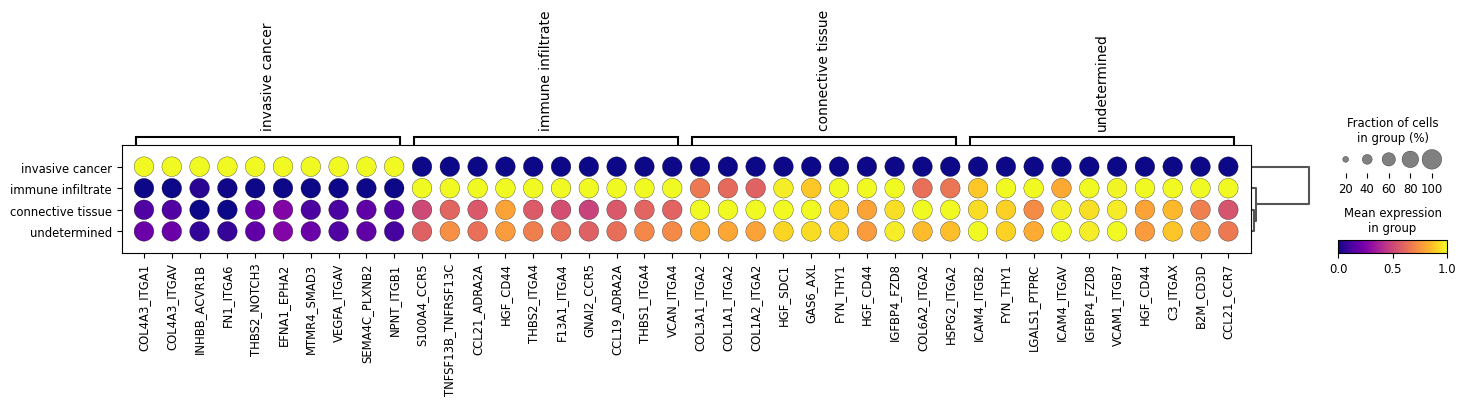 invasive cancer
immune infiltrate
connective tissue
undetermined
invasive cancer
immune infiltrate
connective tissue
undetermined
COL4A3_ITGA1
COL4A3_ITGAV
INHBB_ACVR1B
FN1_ITGA6
THBS2_NOTCH3
EFNA1_EPHA2
MTMR4_SMAD3
VEGFA_ITGAV
SEMA4C_PLXNB2
NPNT_ITGB1
S100A4_CCR5
TNFSF13B_TNFRSF13C
CCL21_ADRA2A
HGF_CD44
THBS2_ITGA4
F13A1_ITGA4
GNAI2_CCR5
CCL19_ADRA2A
THBS1_ITGA4
VCAN_ITGA4
COL3A1_ITGA2
COL1A1_ITGA2
COL1A2_ITGA2
HGF_SDC1
GAS6_AXL
FYN_THY1
HGF_CD44
IGFBP4_FZD8
COL6A2_ITGA2
HSPG2_ITGA2
ICAM4_ITGB2
FYN_THY1
LGALS1_PTPRC
ICAM4_ITGAV
IGFBP4_FZD8
VCAM1_ITGB7
HGF_CD44
C3_ITGAX
B2M_CD3D
CCL21_CCR7
Fraction of cells
in group (%)
20 40 60 80 100
Mean expression
in group
0.0 0.5 1.0